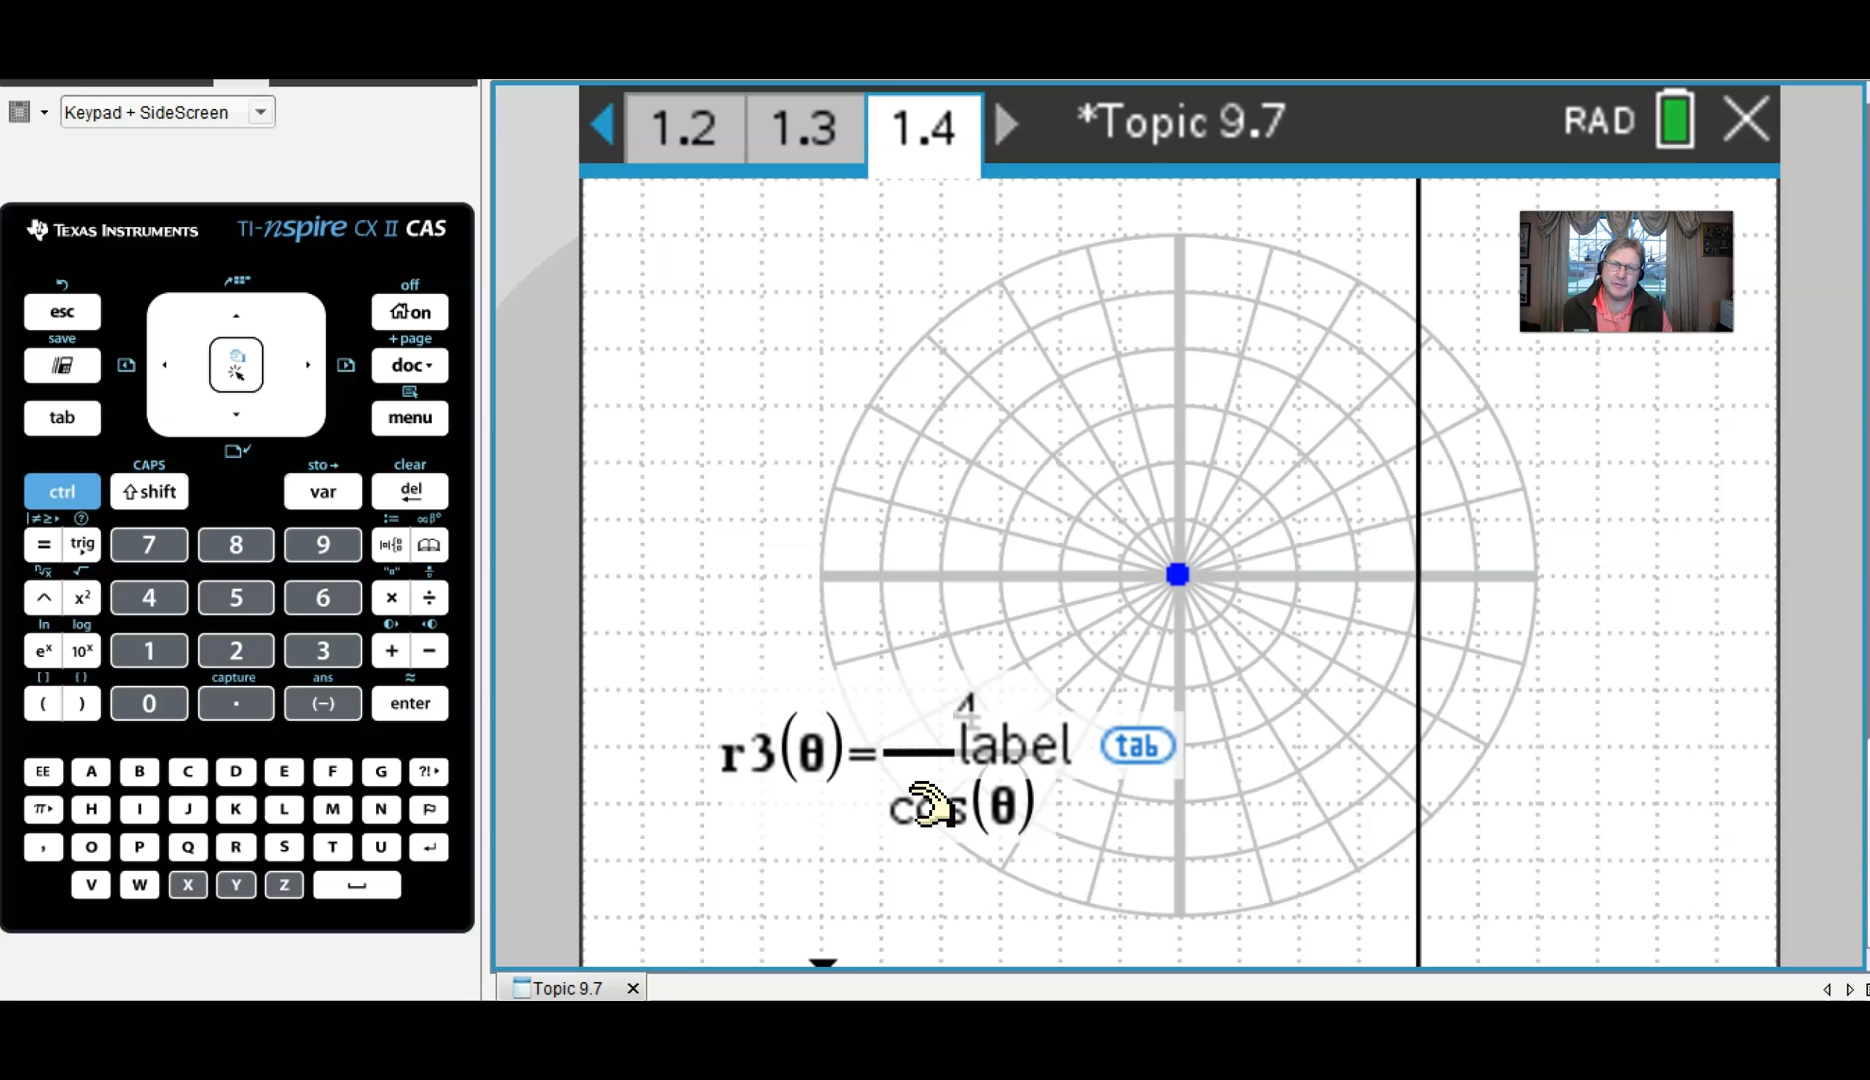 Keypad + SideScreen
TEXAS INSTRUMENTS TI-nspire CX II CAS
off
esc
on
save
+ page
doc
tab
menu
CAPS sto→ clear
ctrl shift var del
= trig 7 8 9
^ x² 4 5 6 × ÷
ln log
eˣ 10ˣ 1 2 3 + −
[ ] { } capture ans ≈
( ) 0 . (−) enter
EE A B C D E F G ?!▸
π▸ H I J K L M N
, O P Q R S T U
V W X Y Z
1.2 1.3 1.4 *Topic 9.7 RAD
4
r3(θ)= label tab
cos(θ)
Topic 9.7